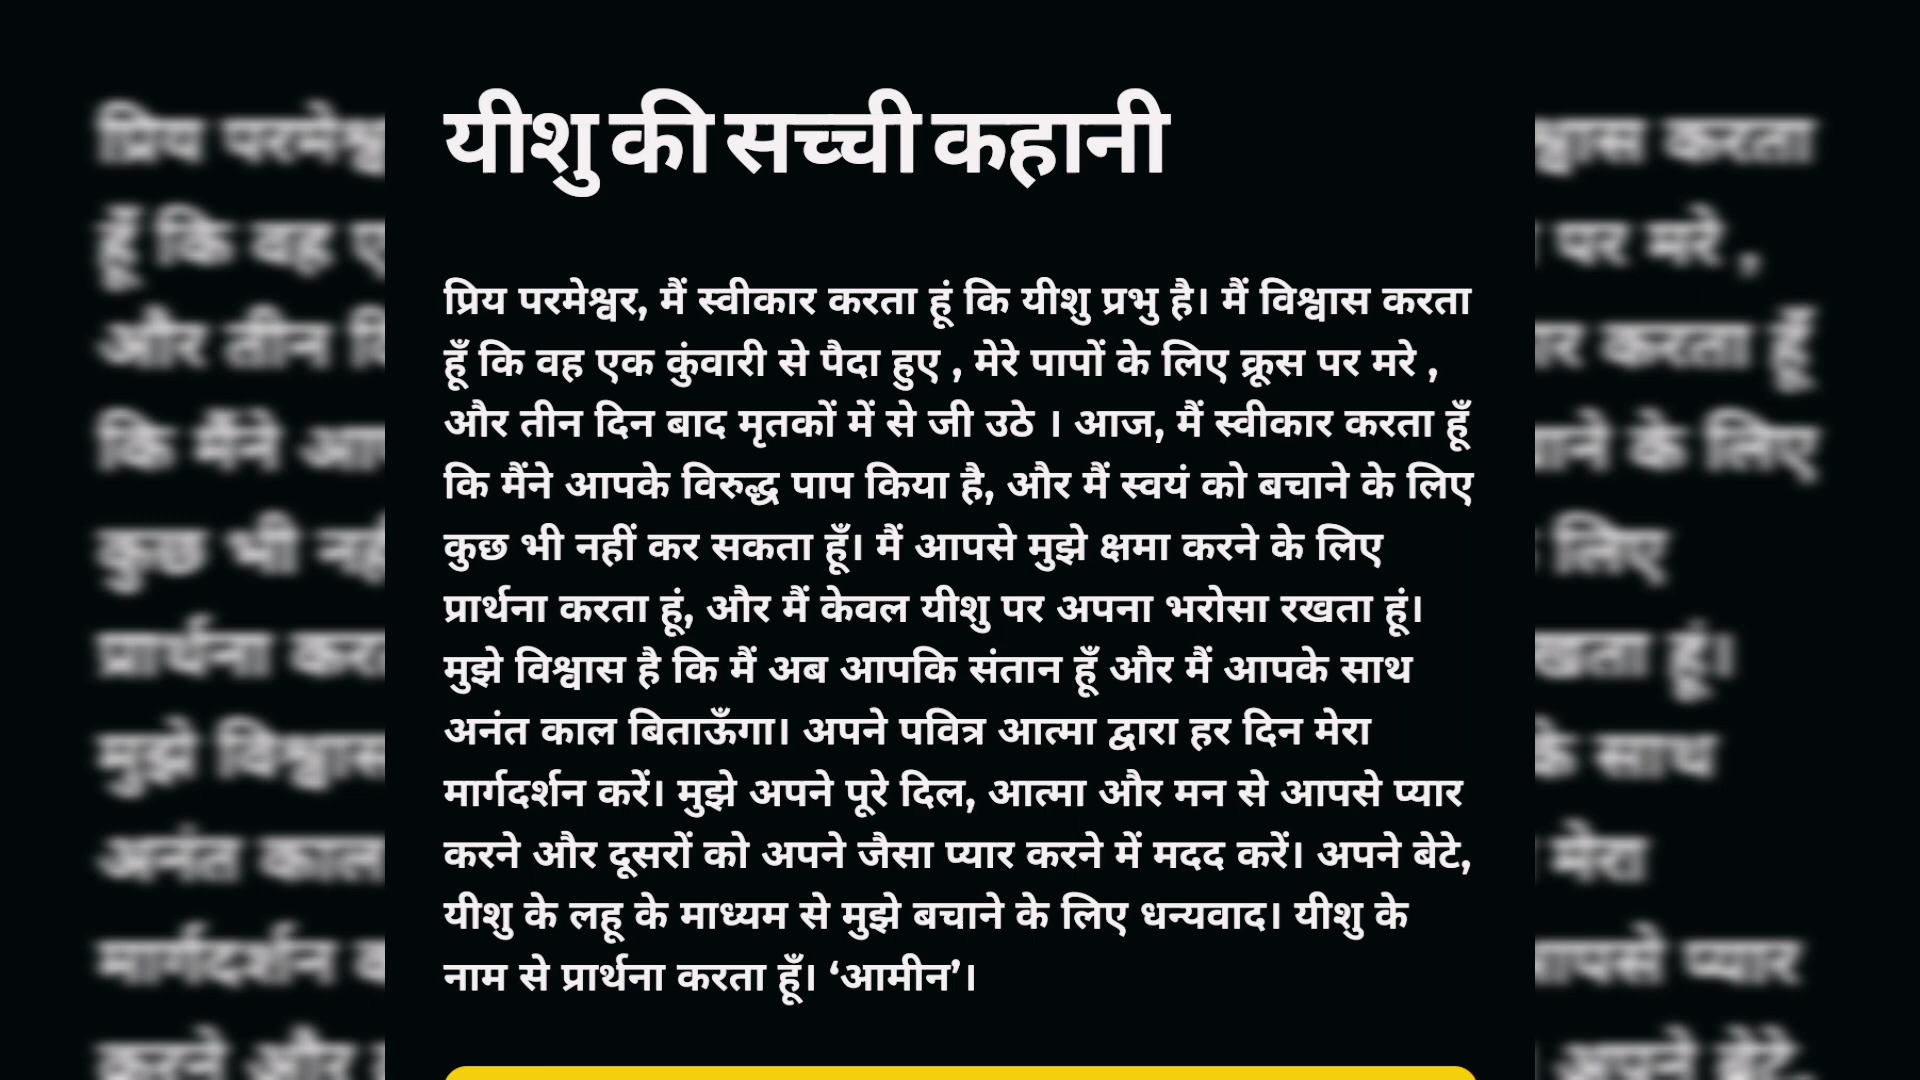 यीशु की सच्ची कहानी
प्रिय परमेश्वर, मैं स्वीकार करता हूं कि यीशु प्रभु है। मैं विश्वास करता
हूँ कि वह एक कुंवारी से पैदा हुए , मेरे पापों के लिए क्रूस पर मरे ,
और तीन दिन बाद मृतकों में से जी उठे । आज, मैं स्वीकार करता हूँ
कि मैंने आपके विरुद्ध पाप किया है, और मैं स्वयं को बचाने के लिए
कुछ भी नहीं कर सकता हूँ। मैं आपसे मुझे क्षमा करने के लिए
प्रार्थना करता हूं, और मैं केवल यीशु पर अपना भरोसा रखता हूं।
मुझे विश्वास है कि मैं अब आपकि संतान हूँ और मैं आपके साथ
अनंत काल बिताऊँगा। अपने पवित्र आत्मा द्वारा हर दिन मेरा
मार्गदर्शन करें। मुझे अपने पूरे दिल, आत्मा और मन से आपसे प्यार
करने और दूसरों को अपने जैसा प्यार करने में मदद करें। अपने बेटे,
यीशु के लहू के माध्यम से मुझे बचाने के लिए धन्यवाद। यीशु के
नाम से प्रार्थना करता हूँ। ‘आमीन’।